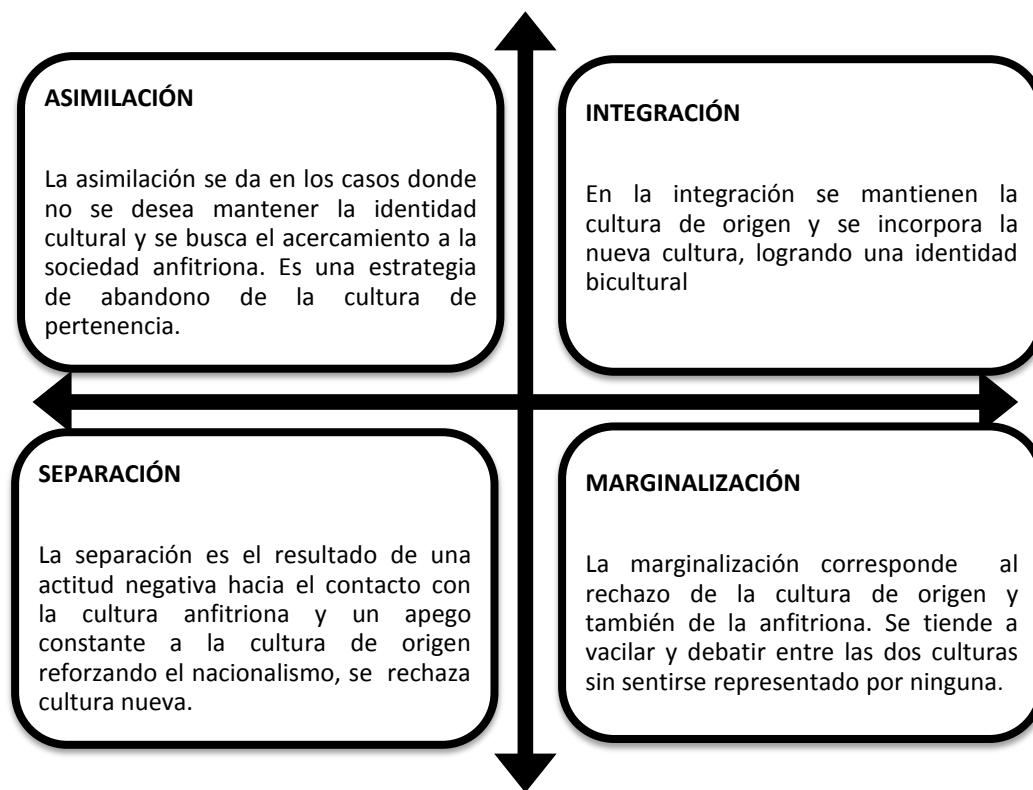 ASIMILACIÓN
La asimilación se da en los casos donde
no se desea mantener la identidad
cultural y se busca el acercamiento a la
sociedad anfitriona. Es una estrategia
de abandono de la cultura de
pertenencia.
INTEGRACIÓN
En la integración se mantienen la
cultura de origen y se incorpora la
nueva cultura, logrando una identidad
bicultural
SEPARACIÓN
La separación es el resultado de una
actitud negativa hacia el contacto con
la cultura anfitriona y un apego
constante a la cultura de origen
reforzando el nacionalismo, se rechaza
cultura nueva.
MARGINALIZACIÓN
La marginalización corresponde al
rechazo de la cultura de origen y
también de la anfitriona. Se tiende a
vacilar y debatir entre las dos culturas
sin sentirse representado por ninguna.